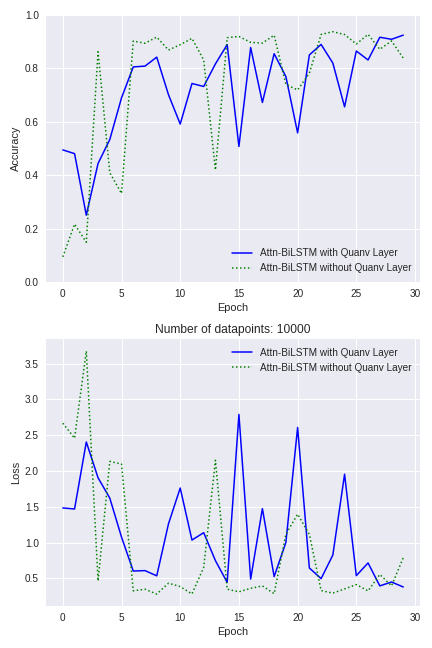 1.0
0.8
0.6
0.4
0.2
0.0
Accuracy
0 5 10 15 20 25 30
Epoch
Attn-BiLSTM with Quanv Layer
Attn-BiLSTM without Quanv Layer
Number of datapoints: 10000
3.5
3.0
2.5
2.0
1.5
1.0
0.5
Loss
Attn-BiLSTM with Quanv Layer
Attn-BiLSTM without Quanv Layer
0 5 10 15 20 25 30
Epoch